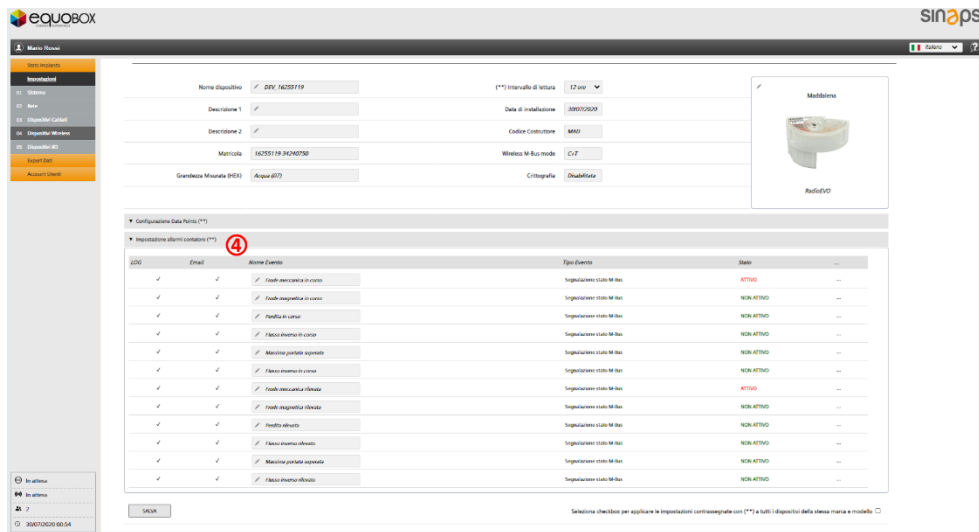 equobox
sinaps
Mario Rossi
Italiano
Stato Impianto
Impostazioni
01 Sistema
02 Rete
03 Dispositivi Cablati
04 Dispositivi Wireless
05 Dispositivi I/O
Export Dati
Account Utenti
Nome dispositivo DEV_16255119 (**) Intervallo di lettura 12 ore
Descrizione 1 Data di installazione 30/07/2020
Descrizione 2 Codice Costruttore MAD
Matricola 16255119-34240750 Wireless M-Bus mode C+T
Grandezza Misurata (HEX) Acqua (07) Crittografia Disabilitata
Maddalena
RadioEVO
▼ Configurazione Data Points (**)
▼ Impostazione allarmi contatore (**)
④
LOG Email Nome Evento Tipo Evento Stato ...
✓ ✓ Frode meccanica in corso Segnalazione stato M-Bus ATTIVO ...
✓ ✓ Frode magnetica in corso Segnalazione stato M-Bus NON ATTIVO ...
✓ ✓ Perdita in corso Segnalazione stato M-Bus NON ATTIVO ...
✓ ✓ Flusso inverso in corso Segnalazione stato M-Bus NON ATTIVO ...
✓ ✓ Massima portata superata Segnalazione stato M-Bus NON ATTIVO ...
✓ ✓ Flusso inverso in corso Segnalazione stato M-Bus NON ATTIVO ...
✓ ✓ Frode meccanica rilevata Segnalazione stato M-Bus ATTIVO ...
✓ ✓ Frode magnetica rilevata Segnalazione stato M-Bus NON ATTIVO ...
✓ ✓ Perdita rilevata Segnalazione stato M-Bus NON ATTIVO ...
✓ ✓ Flusso inverso rilevato Segnalazione stato M-Bus NON ATTIVO ...
✓ ✓ Massima portata superata Segnalazione stato M-Bus NON ATTIVO ...
✓ ✓ Flusso inverso rilevato Segnalazione stato M-Bus NON ATTIVO ...
SALVA
Seleziona checkbox per applicare le impostazioni contrassegnate con (**) a tutti i dispositivi della stessa marca e modello
In attesa
In attesa
2
30/07/2020 60:54